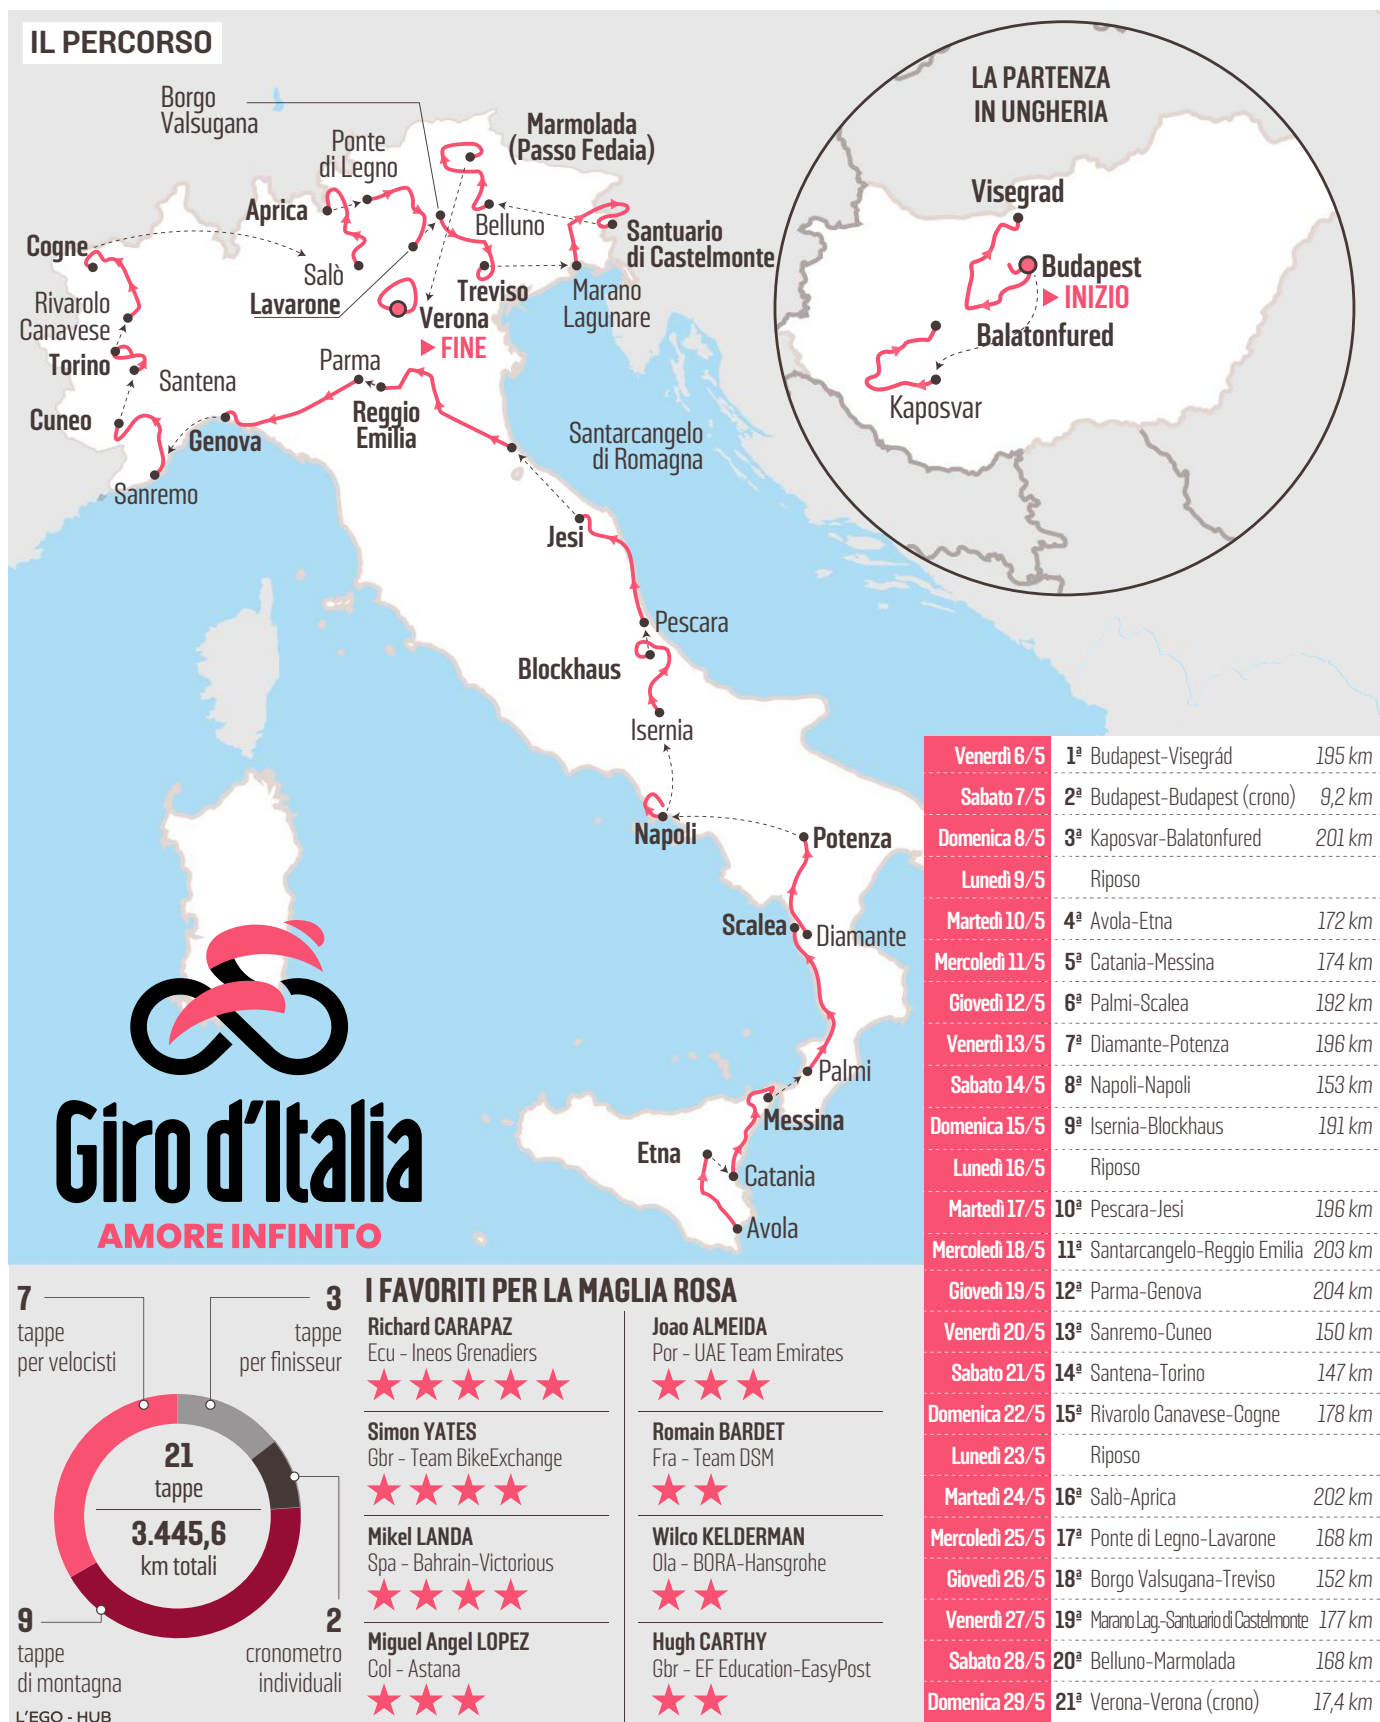 IL PERCORSO
Borgo
Valsugana
Ponte
di Legno
Marmolada
(Passo Fedaia)
Aprica
Belluno
Santuario
di Castelmonte
Cogne
Salò
Lavarone
Treviso
Marano
Lagunare
Rivarolo
Canavese
Verona
FINE
Torino
Parma
Santena
Cuneo
Reggio
Emilia
Genova
Sanremo
Santarcangelo
di Romagna
Jesi
Pescara
Blockhaus
Isernia
Napoli
Potenza
Scalea
Diamante
Palmi
Messina
Etna
Catania
Avola
LA PARTENZA
IN UNGHERIA
Visegrad
Budapest
INIZIO
Balatonfured
Kaposvar
Giro d'Italia
AMORE INFINITO
Venerdì 6/5 1ª Budapest-Visegrád 195 km
Sabato 7/5 2ª Budapest-Budapest (crono) 9,2 km
Domenica 8/5 3ª Kaposvar-Balatonfured 201 km
Lunedì 9/5 Riposo
Martedì 10/5 4ª Avola-Etna 172 km
Mercoledì 11/5 5ª Catania-Messina 174 km
Giovedì 12/5 6ª Palmi-Scalea 192 km
Venerdì 13/5 7ª Diamante-Potenza 196 km
Sabato 14/5 8ª Napoli-Napoli 153 km
Domenica 15/5 9ª Isernia-Blockhaus 191 km
Lunedì 16/5 Riposo
Martedì 17/5 10ª Pescara-Jesi 196 km
Mercoledì 18/5 11ª Santarcangelo-Reggio Emilia 203 km
Giovedì 19/5 12ª Parma-Genova 204 km
Venerdì 20/5 13ª Sanremo-Cuneo 150 km
Sabato 21/5 14ª Santena-Torino 147 km
Domenica 22/5 15ª Rivarolo Canavese-Cogne 178 km
Lunedì 23/5 Riposo
Martedì 24/5 16ª Salò-Aprica 202 km
Mercoledì 25/5 17ª Ponte di Legno-Lavarone 168 km
Giovedì 26/5 18ª Borgo Valsugana-Treviso 152 km
Venerdì 27/5 19ª Marano Lag.-Santuario di Castelmonte 177 km
Sabato 28/5 20ª Belluno-Marmolada 168 km
Domenica 29/5 21ª Verona-Verona (crono) 17,4 km
7
tappe
per velocisti
3
tappe
per finisseur
21
tappe
3.445,6
km totali
9
tappe
di montagna
2
cronometro
individuali
L'EGO - HUB
I FAVORITI PER LA MAGLIA ROSA
Richard CARAPAZ
Ecu - Ineos Grenadiers
Simon YATES
Gbr - Team BikeExchange
Mikel LANDA
Spa - Bahrain-Victorious
Miguel Angel LOPEZ
Col - Astana
Joao ALMEIDA
Por - UAE Team Emirates
Romain BARDET
Fra - Team DSM
Wilco KELDERMAN
Ola - BORA-Hansgrohe
Hugh CARTHY
Gbr - EF Education-EasyPost